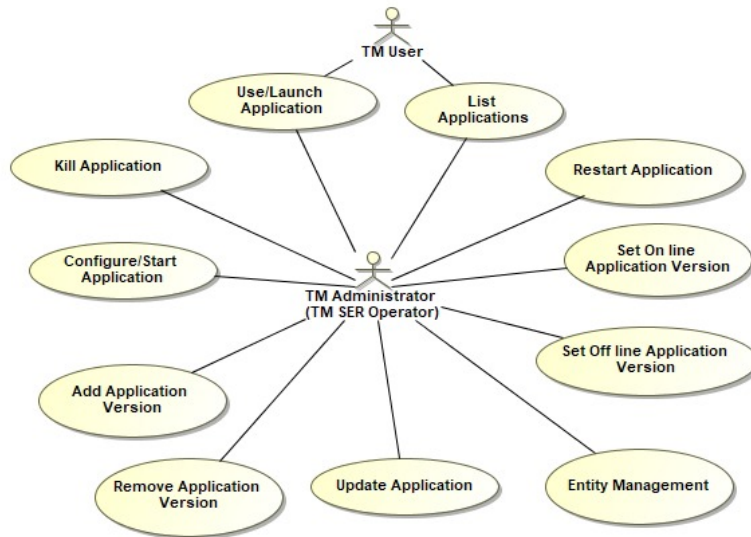 TM User
Use/Launch
Application
List
Applications
Kill Application
Restart Application
Configure/Start
Application
Set On line
Application Version
TM Administrator
(TM SER Operator)
Set Off line Application
Version
Add Application
Version
Remove Application
Version
Update Application
Entity Management